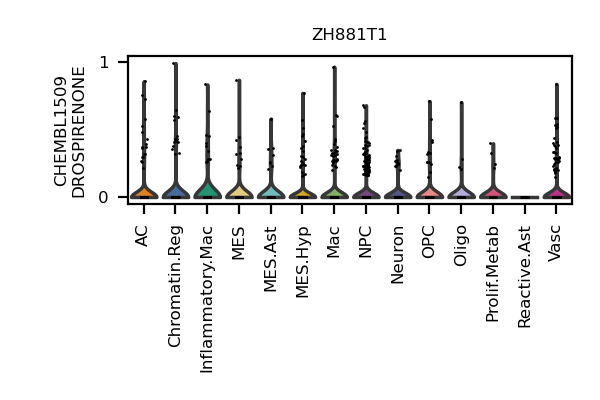 ZH881T1
CHEMBL1509
DROSPIRENONE
1
0
AC
Chromatin.Reg
Inflammatory.Mac
MES
MES.Ast
MES.Hyp
Mac
NPC
Neuron
OPC
Oligo
Prolif.Metab
Reactive.Ast
Vasc